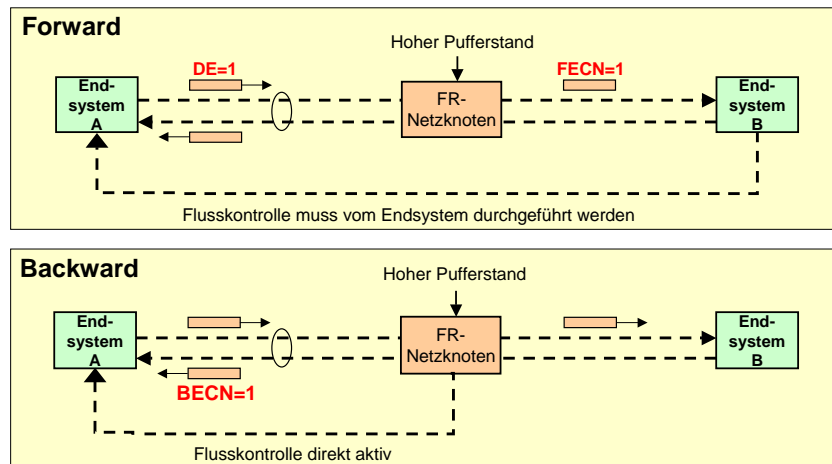 Forward
Hoher Pufferstand
DE=1
FECN=1
End-
system
A
FR-
Netzknoten
End-
system
B
Flusskontrolle muss vom Endsystem durchgeführt werden
Backward
Hoher Pufferstand
End-
system
A
FR-
Netzknoten
End-
system
B
BECN=1
Flusskontrolle direkt aktiv